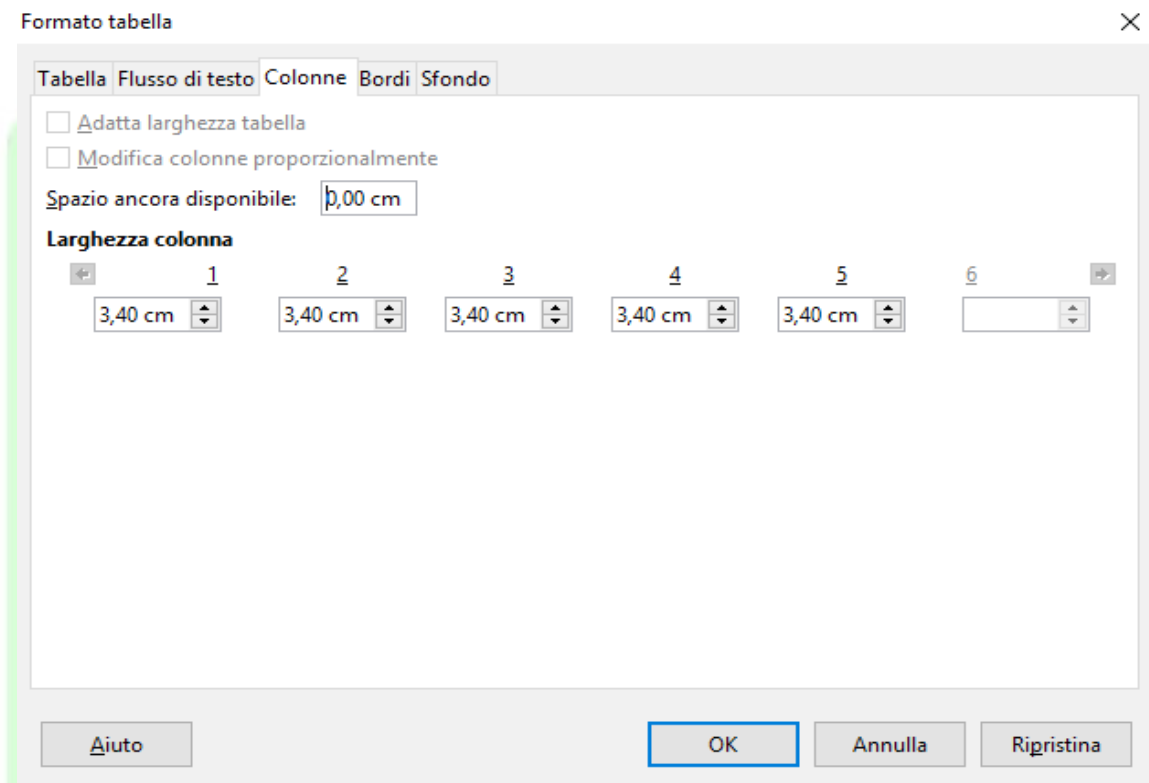 Formato tabella
Tabella Flusso di testo Colonne Bordi Sfondo
Adatta larghezza tabella
Modifica colonne proporzionalmente
Spazio ancora disponibile: 0,00 cm
Larghezza colonna
1 2 3 4 5 6
3,40 cm 3,40 cm 3,40 cm 3,40 cm 3,40 cm
Aiuto OK Annulla Ripristina